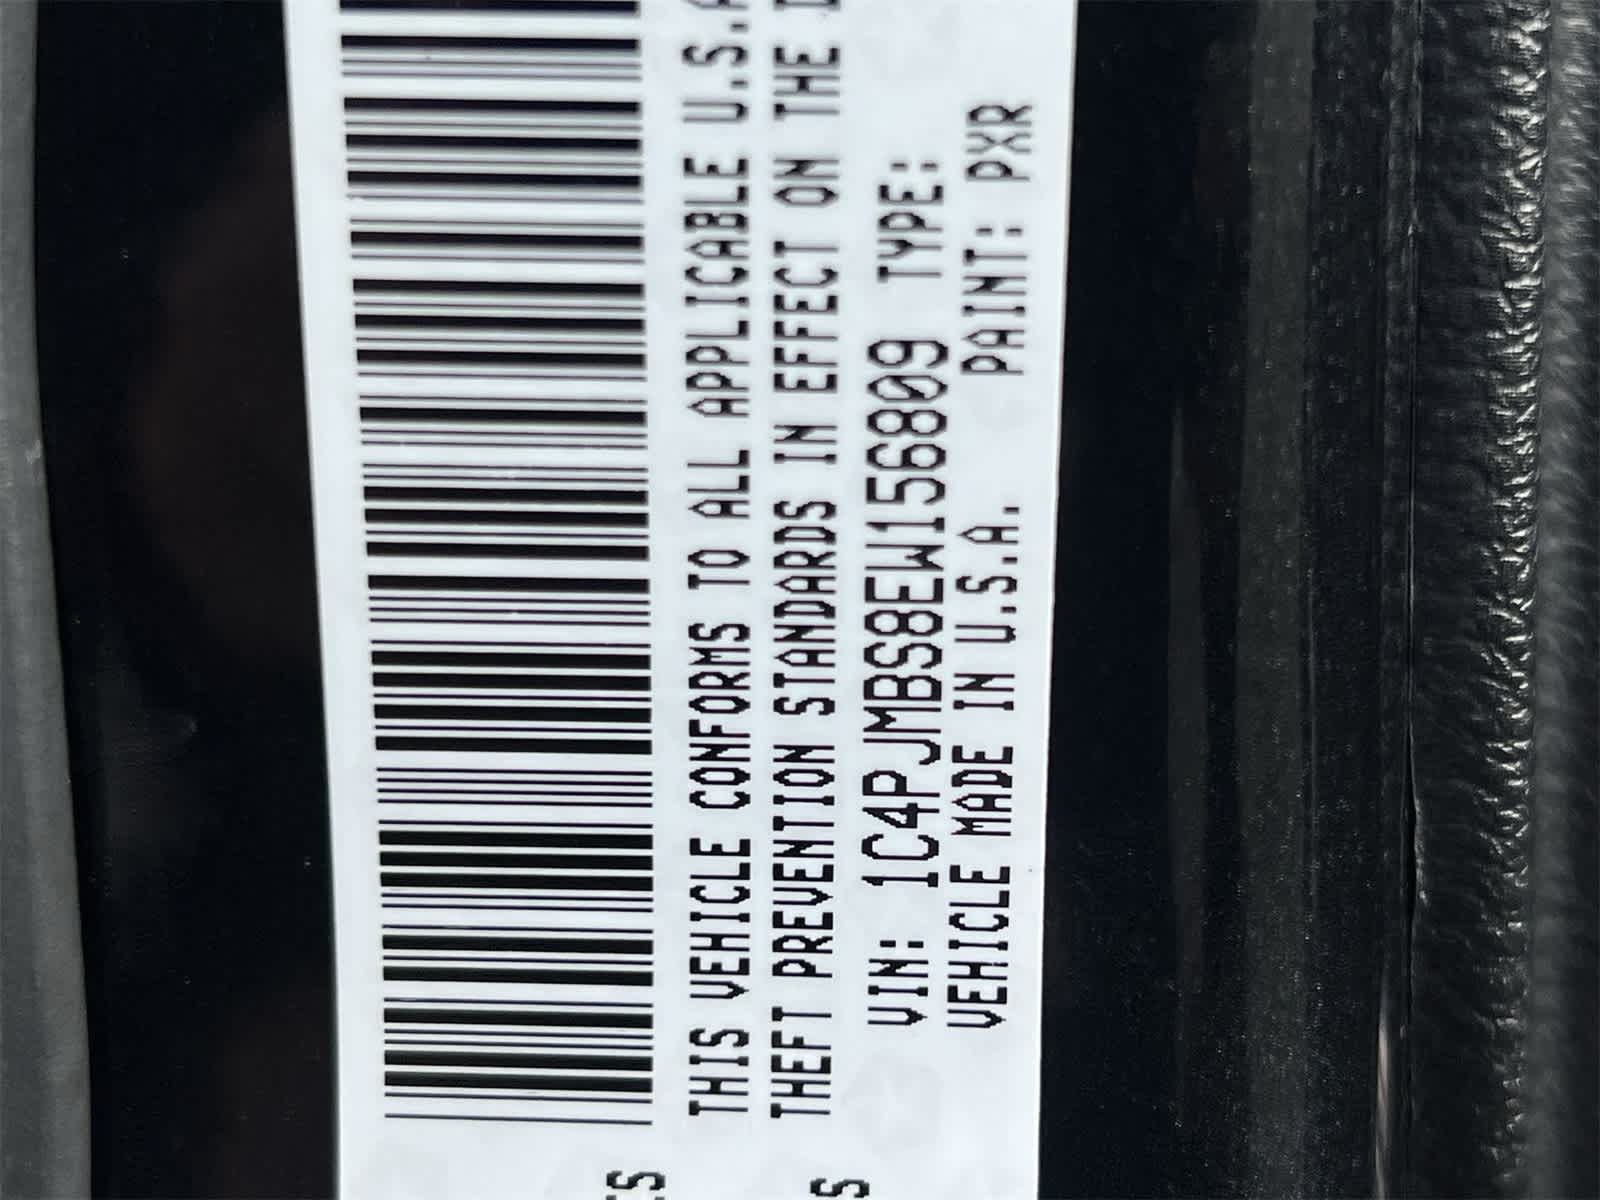 THIS VEHICLE CONFORMS TO ALL APPLICABLE U.S.A
THEFT PREVENTION STANDARDS IN EFFECT ON THE D
VIN: 1C4PJMBS8EW156809 TYPE:
VEHICLE MADE IN U.S.A. PAINT: PXR